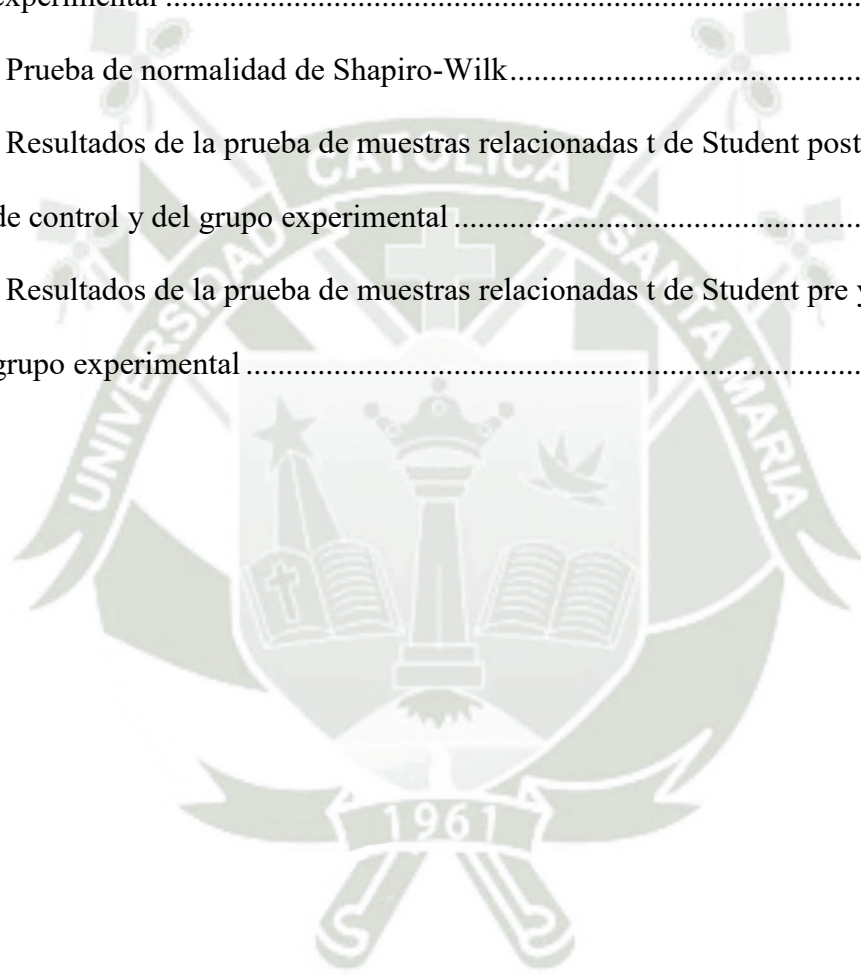 experimental ................................................................
Prueba de normalidad de Shapiro-Wilk................................................
Resultados de la prueba de muestras relacionadas t de Student post
de control y del grupo experimental ................................................
Resultados de la prueba de muestras relacionadas t de Student pre y
grupo experimental ................................................................
UNIVERSIDAD CATOLICA SANTA MARIA
1961